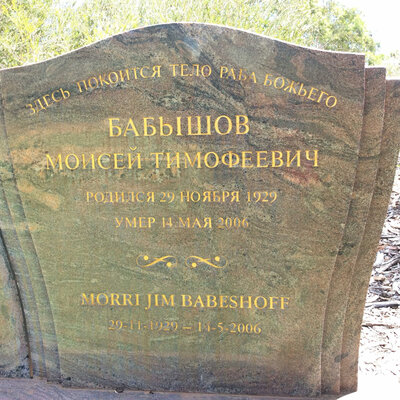 ЗДЕСЬ ПОКОИТСЯ ТЕЛО РАБА БОЖЬЕГО
БАБЫШОВ
МОИСЕЙ ТИМОФЕЕВИЧ
РОДИЛСЯ 29 НОЯБРЯ 1929
УМЕР 14 МАЯ 2006
MORRI JIM BABESHOFF
29-11-1929 – 14-5-2006